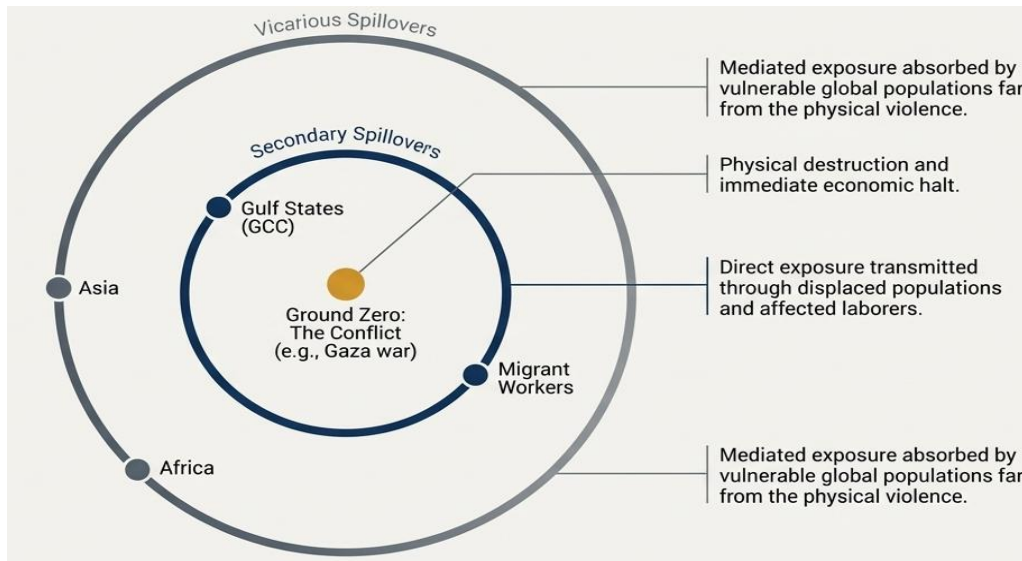 Vicarious Spillovers
Mediated exposure absorbed by
vulnerable global populations far
from the physical violence.
Secondary Spillovers
Physical destruction and
immediate economic halt.
Gulf States
(GCC)
Direct exposure transmitted
through displaced populations
and affected laborers.
Asia
Ground Zero:
The Conflict
(e.g., Gaza war)
Migrant
Workers
Africa
Mediated exposure absorbed by
vulnerable global populations far
from the physical violence.